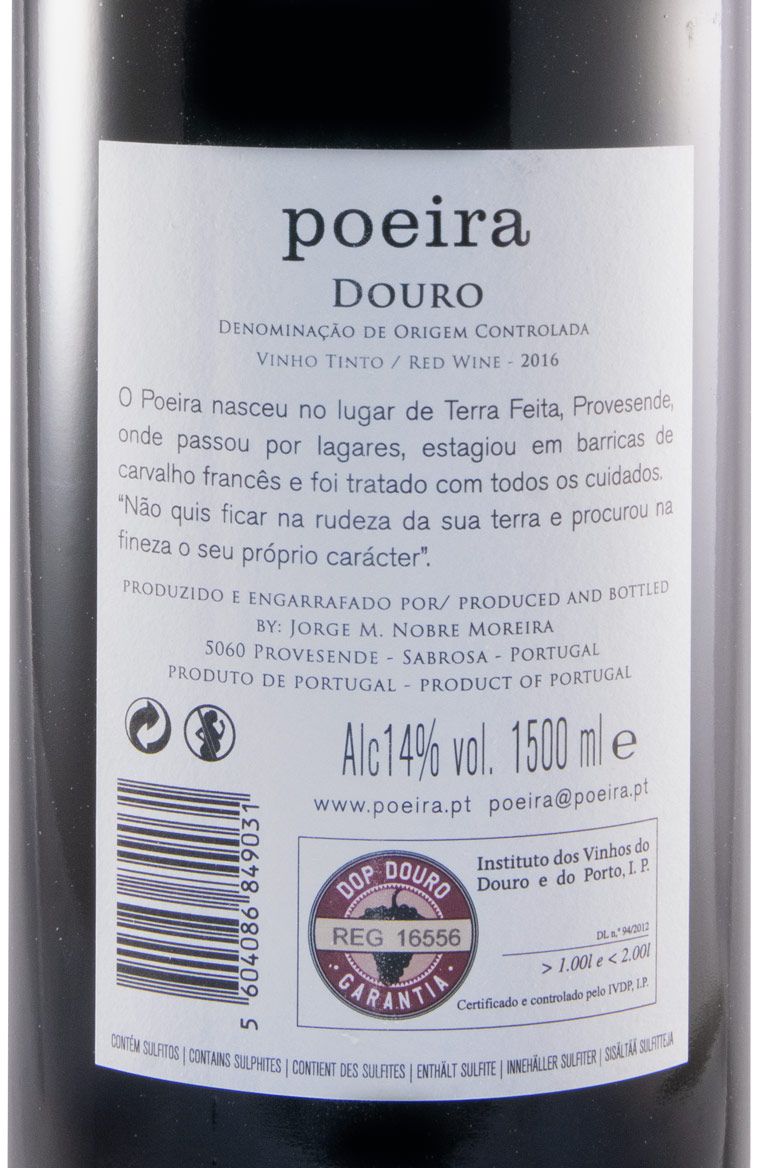 poeira
DOURO
DENOMINAÇÃO DE ORIGEM CONTROLADA
VINHO TINTO / RED WINE - 2016
O Poeira nasceu no lugar de Terra Feita, Provesende,
onde passou por lagares, estagiou em barricas de
carvalho francês e foi tratado com todos os cuidados.
“Não quis ficar na rudeza da sua terra e procurou na
fineza o seu próprio carácter”.
PRODUZIDO E ENGARRAFADO POR/ PRODUCED AND BOTTLED
BY: JORGE M. NOBRE MOREIRA
5060 PROVESENDE - SABROSA - PORTUGAL
PRODUTO DE PORTUGAL - PRODUCT OF PORTUGAL
Alc14% vol. 1500 ml e
www.poeira.pt poeira@poeira.pt
5 604086 849031
DOP DOURO
REG 16556
GARANTIA
Instituto dos Vinhos do
Douro e do Porto, I. P.
DL n.º 94/2012
> 1.00l e < 2.00l
Certificado e controlado pelo IVDP, I.P.
CONTÉM SULFITOS | CONTAINS SULPHITES | CONTIENT DES SULFITES | ENTHÄLT SULFITE | INNEHÅLLER SULFITER | SISÄLTÄÄ SULFITTEJA